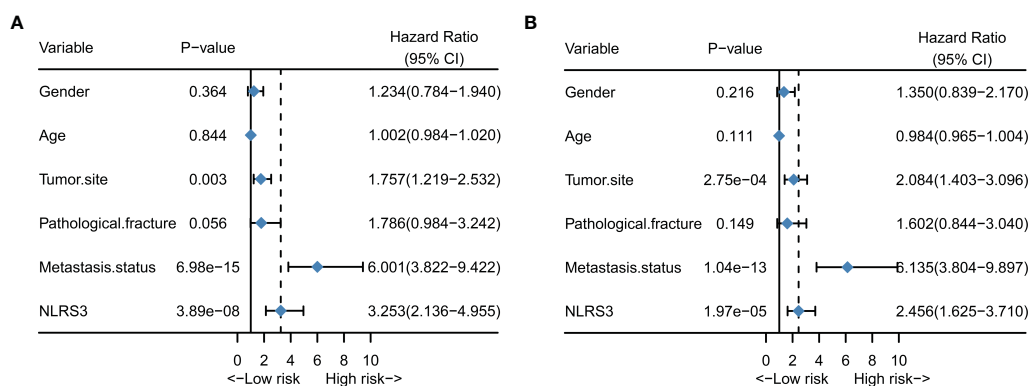 A
Variable P−value Hazard Ratio
(95% CI)
Gender 0.364 1.234(0.784−1.940)
Age 0.844 1.002(0.984−1.020)
Tumor.site 0.003 1.757(1.219−2.532)
Pathological.fracture 0.056 1.786(0.984−3.242)
Metastasis.status 6.98e−15 6.001(3.822−9.422)
NLRS3 3.89e−08 3.253(2.136−4.955)
0 2 4 6 8 10
<−Low risk High risk−>
B
Variable P−value Hazard Ratio
(95% CI)
Gender 0.216 1.350(0.839−2.170)
Age 0.111 0.984(0.965−1.004)
Tumor.site 2.75e−04 2.084(1.403−3.096)
Pathological.fracture 0.149 1.602(0.844−3.040)
Metastasis.status 1.04e−13 6.135(3.804−9.897)
NLRS3 1.97e−05 2.456(1.625−3.710)
0 2 4 6 8 10
<−Low risk High risk−>